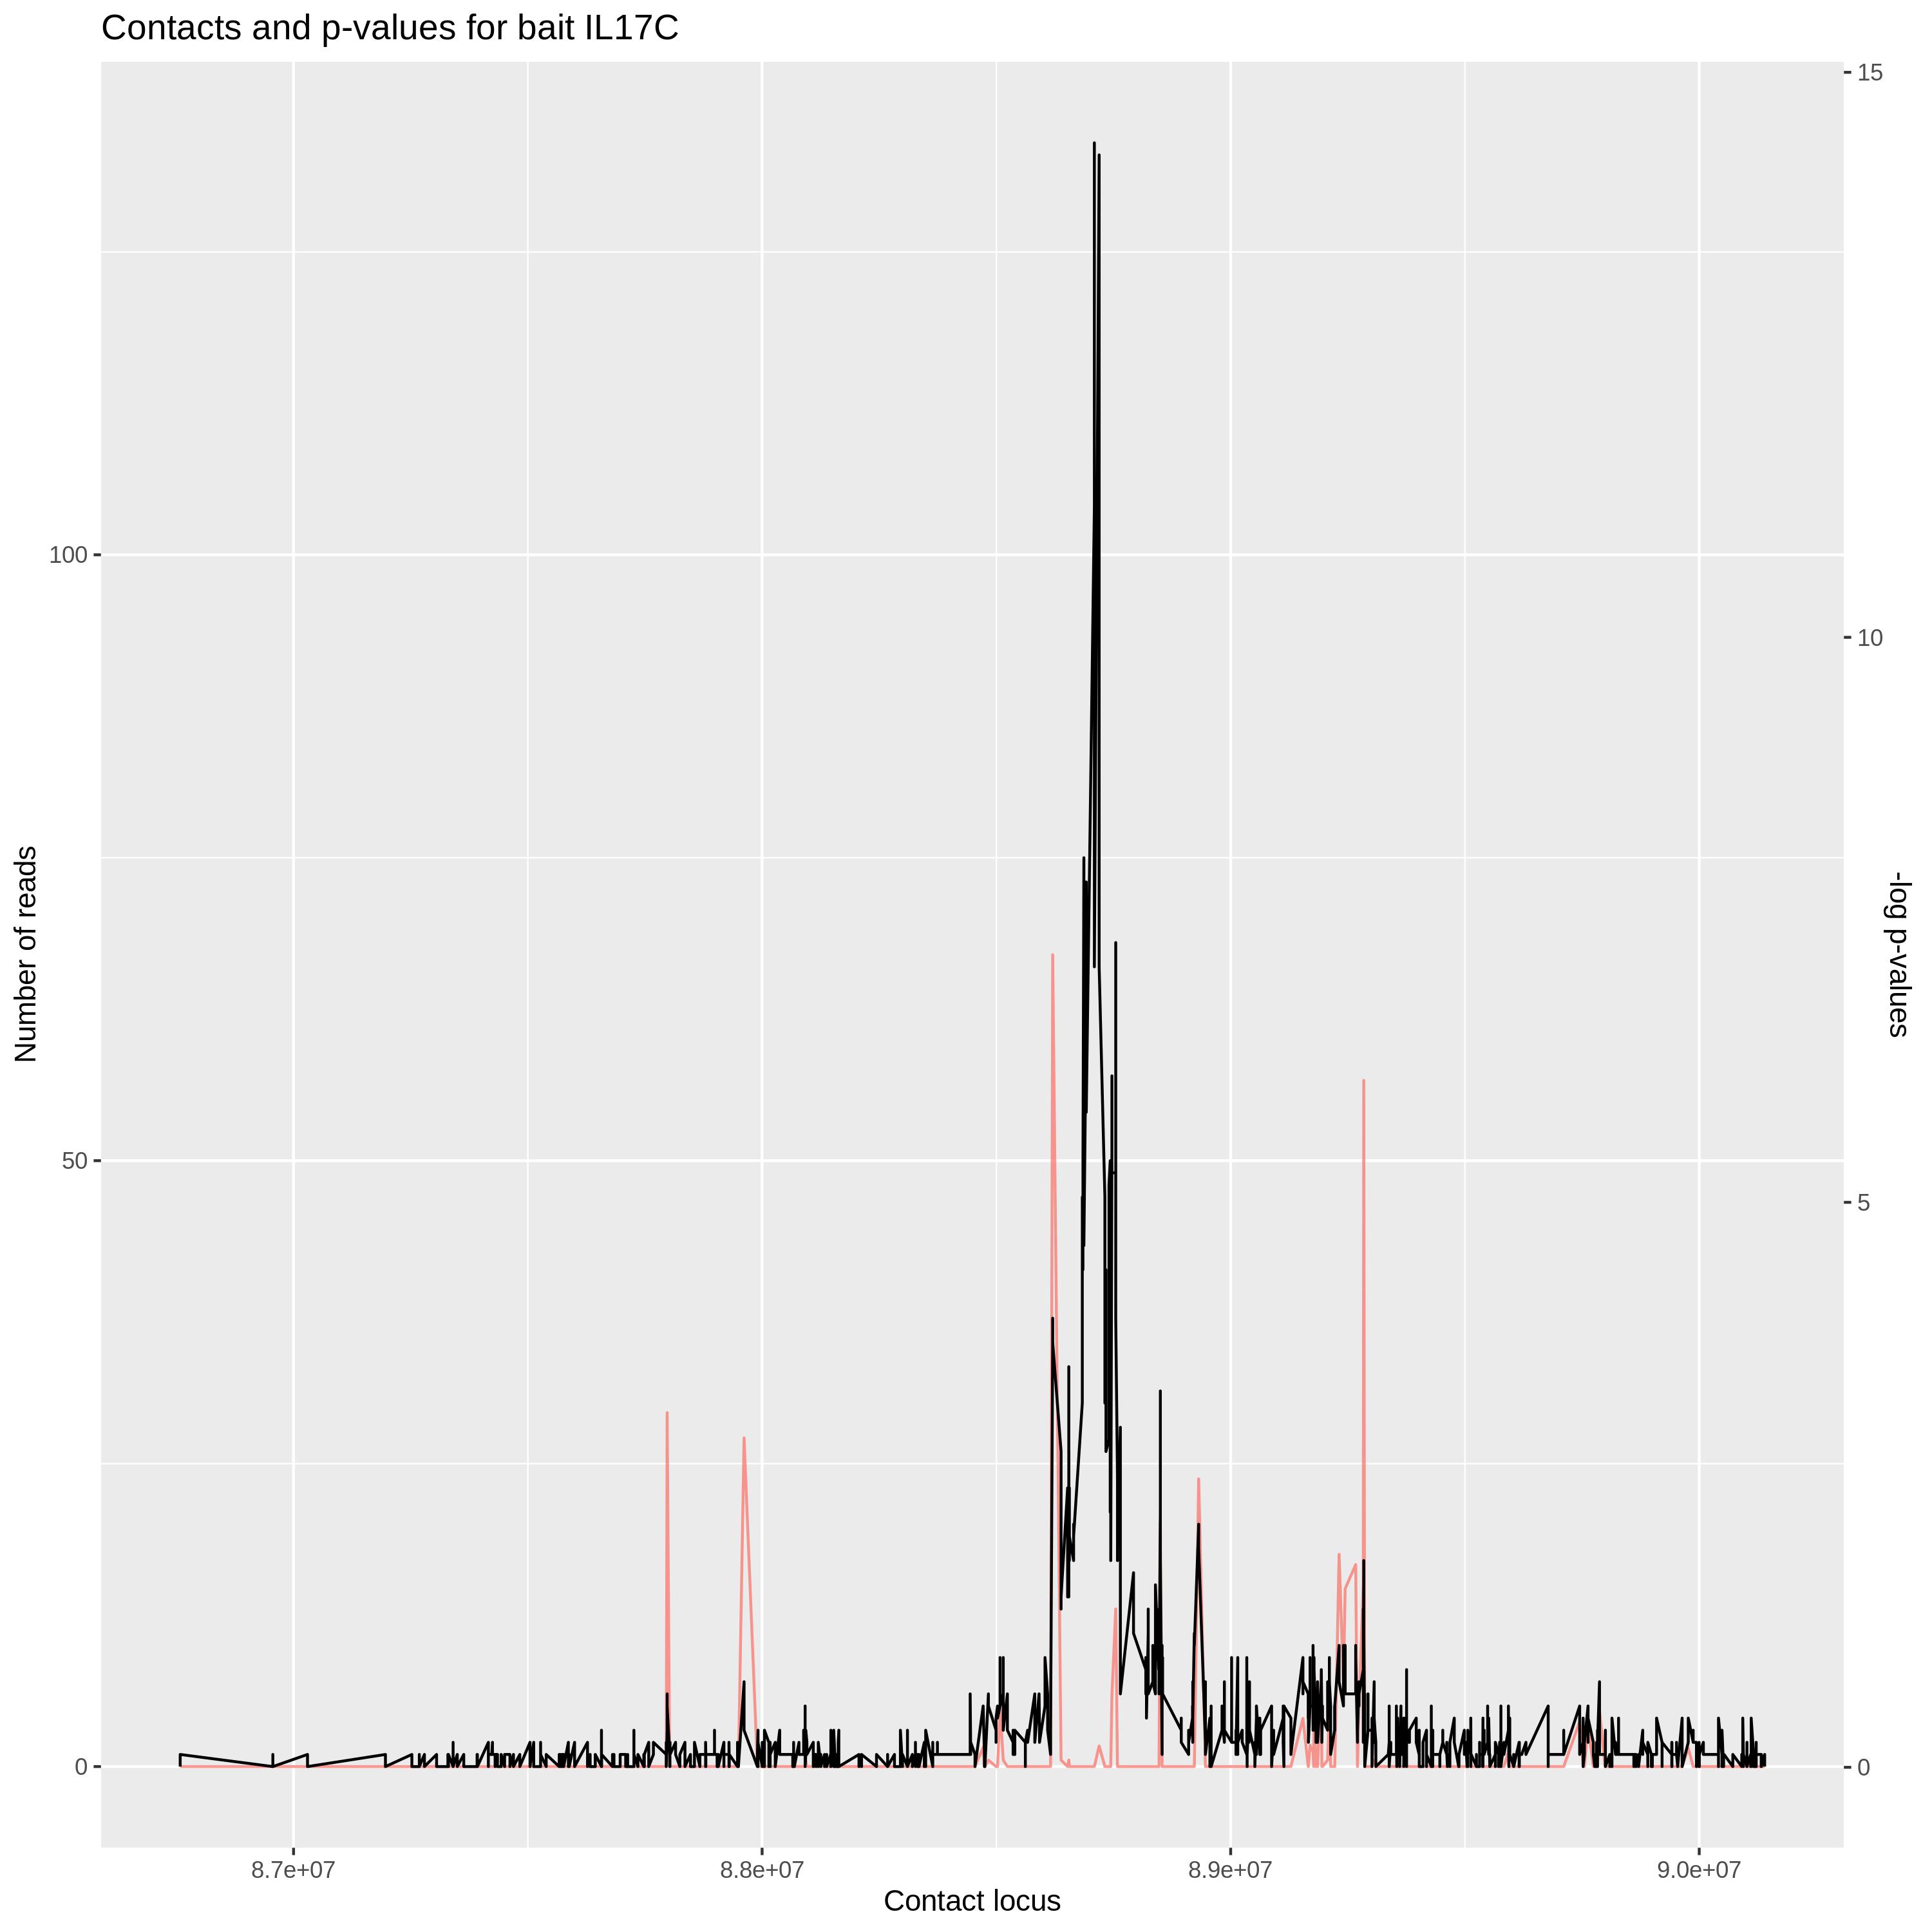 Contacts and p-values for bait IL17C
15
10
5
0
100
50
0
Number of reads
-log p-values
8.7e+07 8.8e+07 8.9e+07 9.0e+07
Contact locus